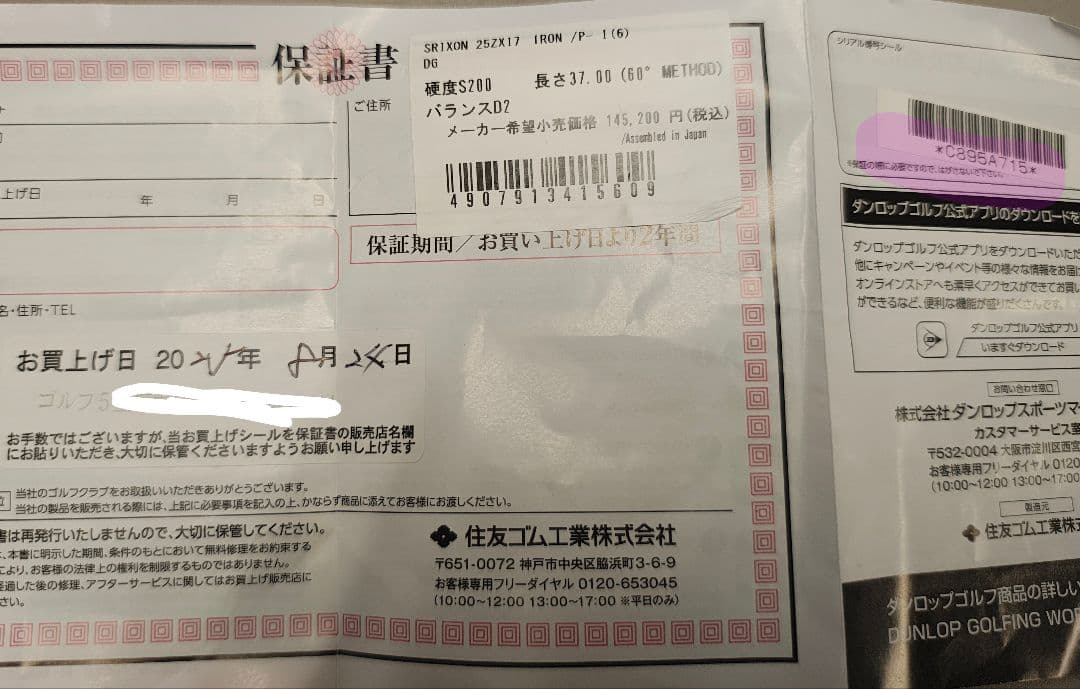 保証書
SRIXON 25ZX17 IRON /P- 1(6)
DG
硬度S200 長さ37.00 (60° METHOD)
バランスD2
メーカー希望小売価格 145,200 円(税込)
/Assembled in Japan
4907913415609
ご住所
上げ日 年 月 日
保証期間/お買い上げ日より2年間
名・住所・TEL
お買上げ日 20 年 月 日
ゴルフ5
お手数ではございますが、当お買上げシールを保証書の販売店名欄
にお貼りいただき、大切に保管くださいますようお願い申し上げます
当社のゴルフクラブをお取扱いいただきありがとうございます。
当社の製品を販売される際には、上記に必要事項を記入の上、かならず商品に添えてお客様にお渡しください。
書は再発行いたしませんので、大切に保管してください。
、本書に明示した期間、条件のもとにおいて無料修理をお約束する
により、お客様の法律上の権利を制限するものではありません。
経過した後の修理、アフターサービスに関してはお買上げ販売店に
さい。
住友ゴム工業株式会社
〒651-0072 神戸市中央区脇浜町3-6-9
お客様専用フリーダイヤル 0120-653045
(10:00~12:00 13:00~17:00 ※平日のみ)
シリアル番号シール
*C895A715*
※保証の際に必要ですので、はがさないで下さい。
ダンロップゴルフ公式アプリのダウンロードを
ダンロップゴルフ公式アプリをダウンロードいただ
他にキャンペーンやイベント等の様々な情報をお届け
オンラインストアへも素早くアクセスができてお買い
ができるなど、便利な機能が盛りだくさんです。
ダンロップゴルフ公式アプリ
いますぐダウンロード
お問い合わせ窓口
株式会社ダンロップスポーツマー
カスタマーサービス室
〒532-0004 大阪市淀川区西宮
お客様専用フリーダイヤル 0120
(10:00~12:00 13:00~17:00
製造元
住友ゴム工業株式会
ダンロップゴルフ商品の詳しい
DUNLOP GOLFING WOR